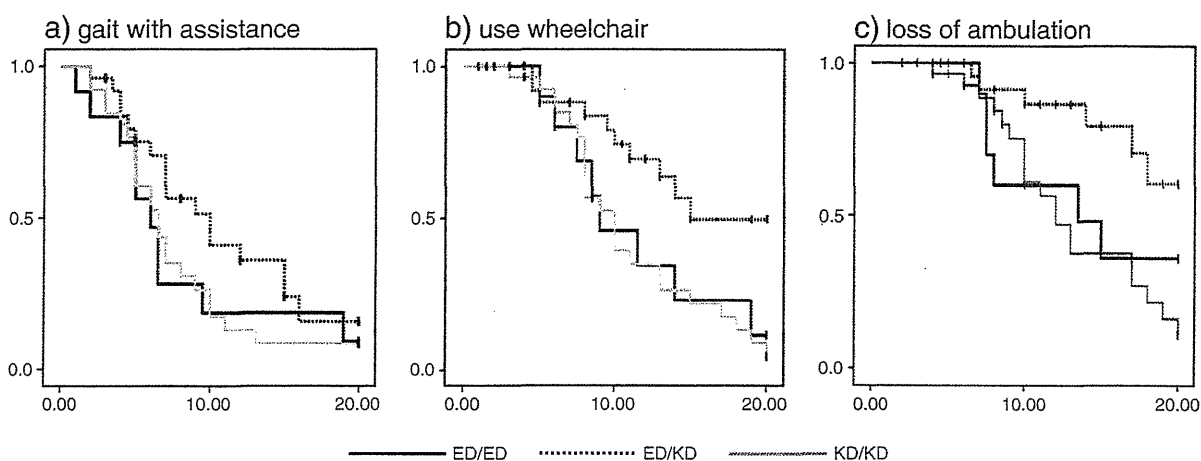 a) gait with assistance
b) use wheelchair
c) loss of ambulation
1.0
0.5
0.0
0.00 10.00 20.00
1.0
0.5
0.0
0.00 10.00 20.00
1.0
0.5
0.0
0.00 10.00 20.00
ED/ED ED/KD KD/KD